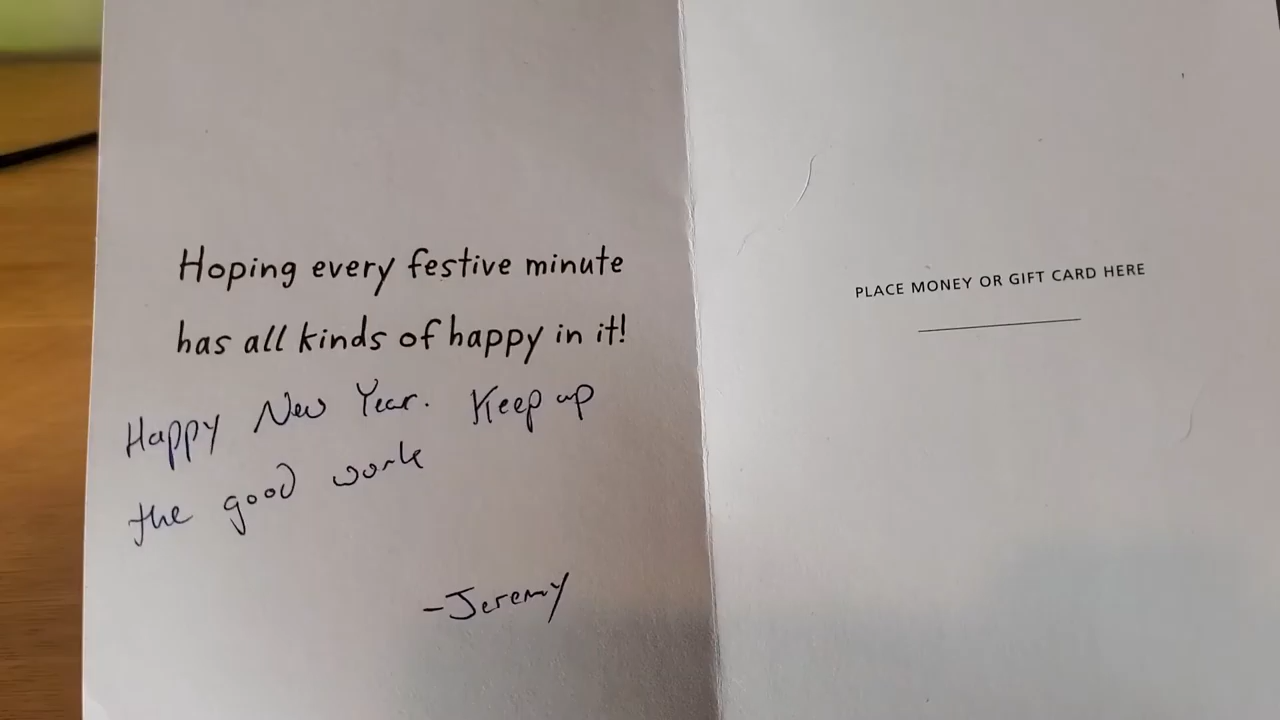 Hoping every festive minute
has all kinds of happy in it!
Happy New Year. Keep up
the good work
-Jeremy
PLACE MONEY OR GIFT CARD HERE